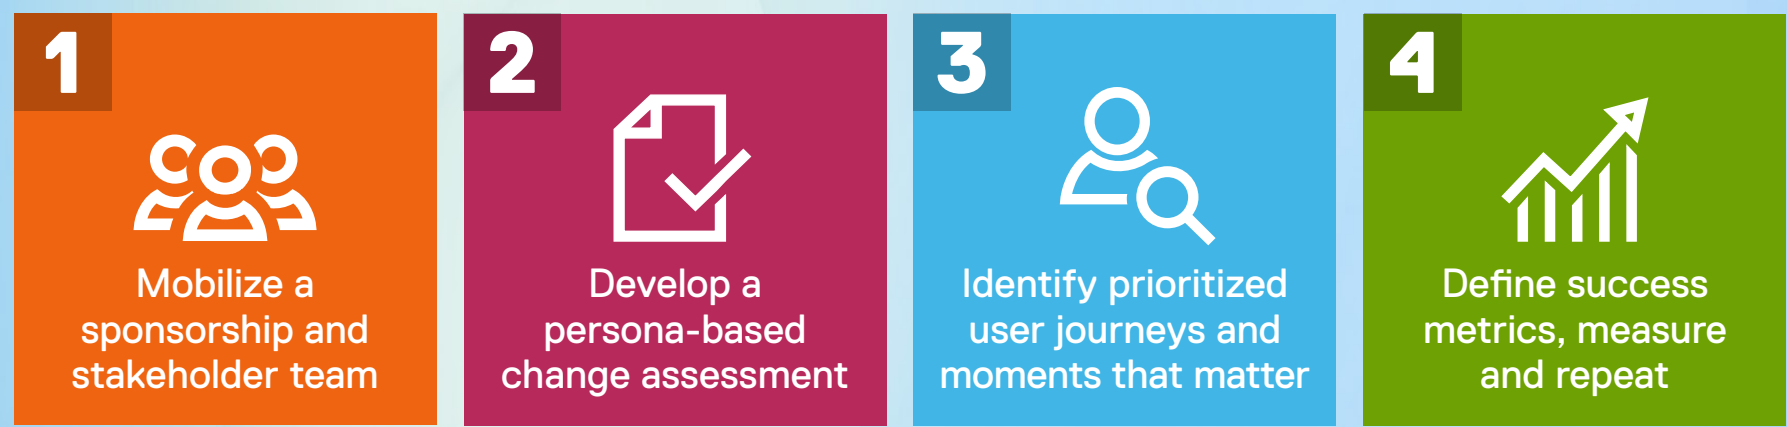 1
Mobilize a
sponsorship and
stakeholder team
2
Develop a
persona-based
change assessment
3
Identify prioritized
user journeys and
moments that matter
4
Define success
metrics, measure
and repeat